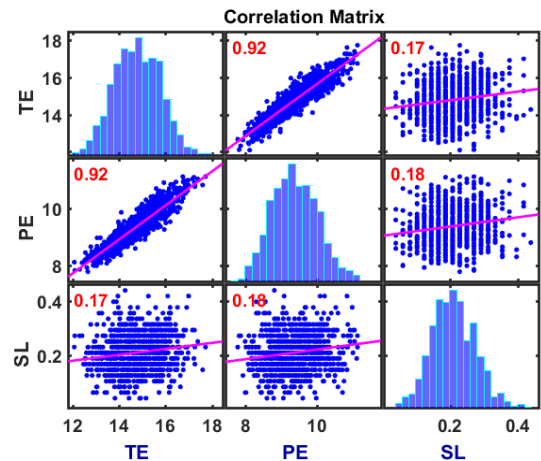 Correlation Matrix
18
16
14
TE
0.92
0.17
10
8
PE
0.92
0.18
0.4
0.2
SL
0.17
0.18
12 14 16 18
8 10
0.2 0.4
TE PE SL